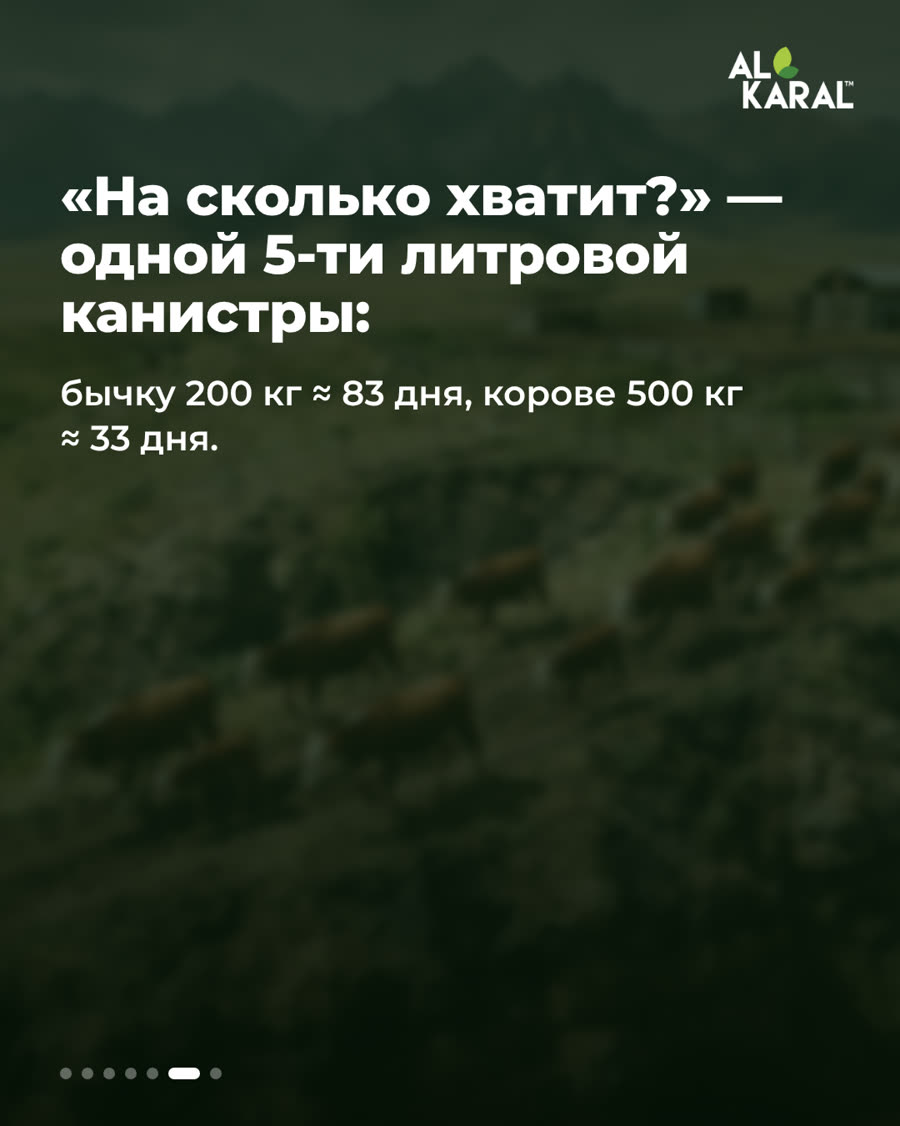 AL
KARAL™
«На сколько хватит?» —
одной 5-ти литровой
канистры:
бычку 200 кг ≈ 83 дня, корове 500 кг
≈ 33 дня.